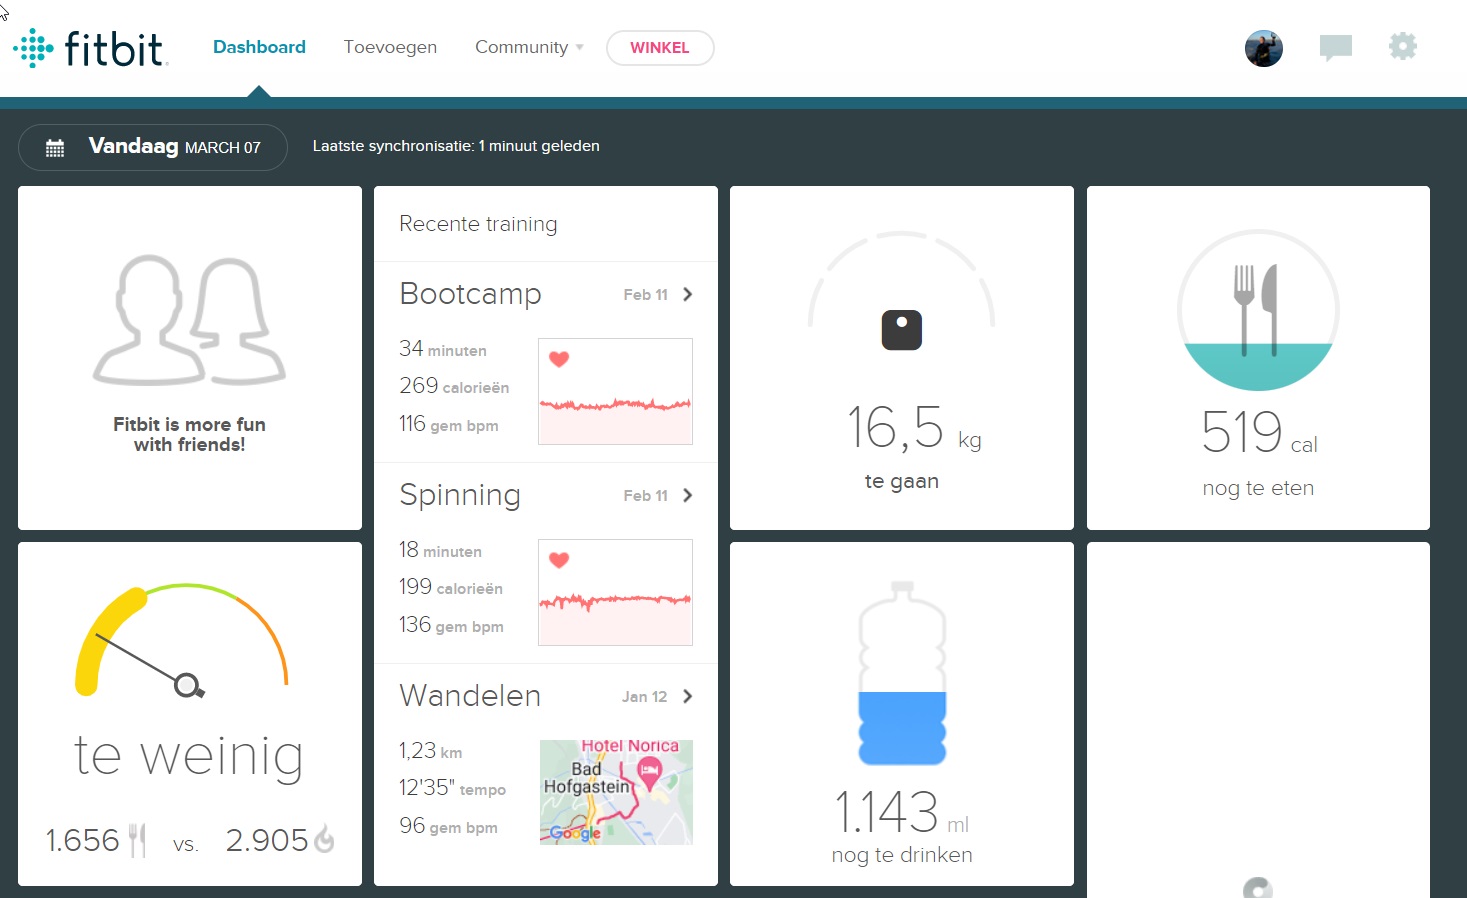 fitbit
Dashboard
Toevoegen
Community
WINKEL
Vandaag MARCH 07
Laatste synchronisatie: 1 minuut geleden
Fitbit is more fun
with friends!
Recente training
Bootcamp Feb 11
34 minuten
269 calorieën
116 gem bpm
Spinning Feb 11
18 minuten
199 calorieën
136 gem bpm
Wandelen Jan 12
1,23 km
12'35" tempo
96 gem bpm
Hotel Norica
Bad
Hofgastein
Google
16,5 kg
te gaan
519 cal
nog te eten
te weinig
1.656 vs. 2.905
1.143 ml
nog te drinken